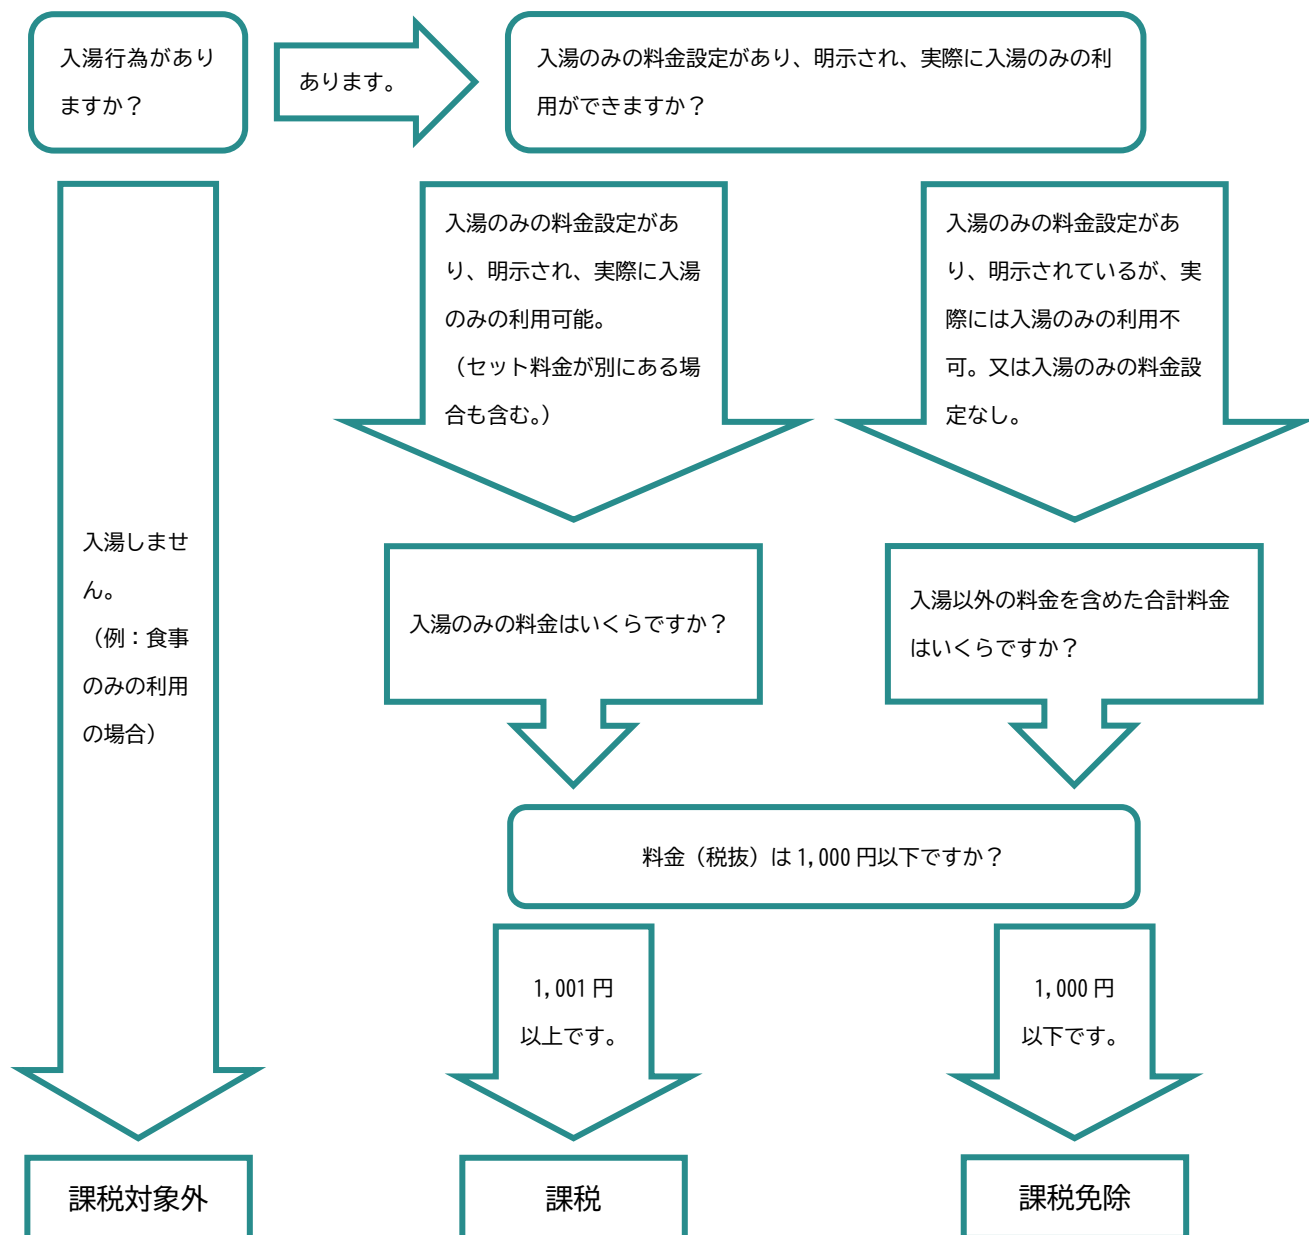 入湯行為があり
ますか？
あります。
入湯のみの料金設定があり、明示され、実際に入湯のみの利
用ができますか？
入湯のみの料金設定があ
り、明示され、実際に入湯
のみの利用可能。
（セット料金が別にある場
合も含む。）
入湯のみの料金設定があ
り、明示されているが、実
際には入湯のみの利用不
可。又は入湯のみの料金設
定なし。
入湯しませ
ん。
（例：食事
のみの利用
の場合）
入湯のみの料金はいくらですか？
入湯以外の料金を含めた合計料金
はいくらですか？
料金（税抜）は 1,000 円以下ですか？
1,001 円
以上です。
1,000 円
以下です。
課税対象外
課税
課税免除